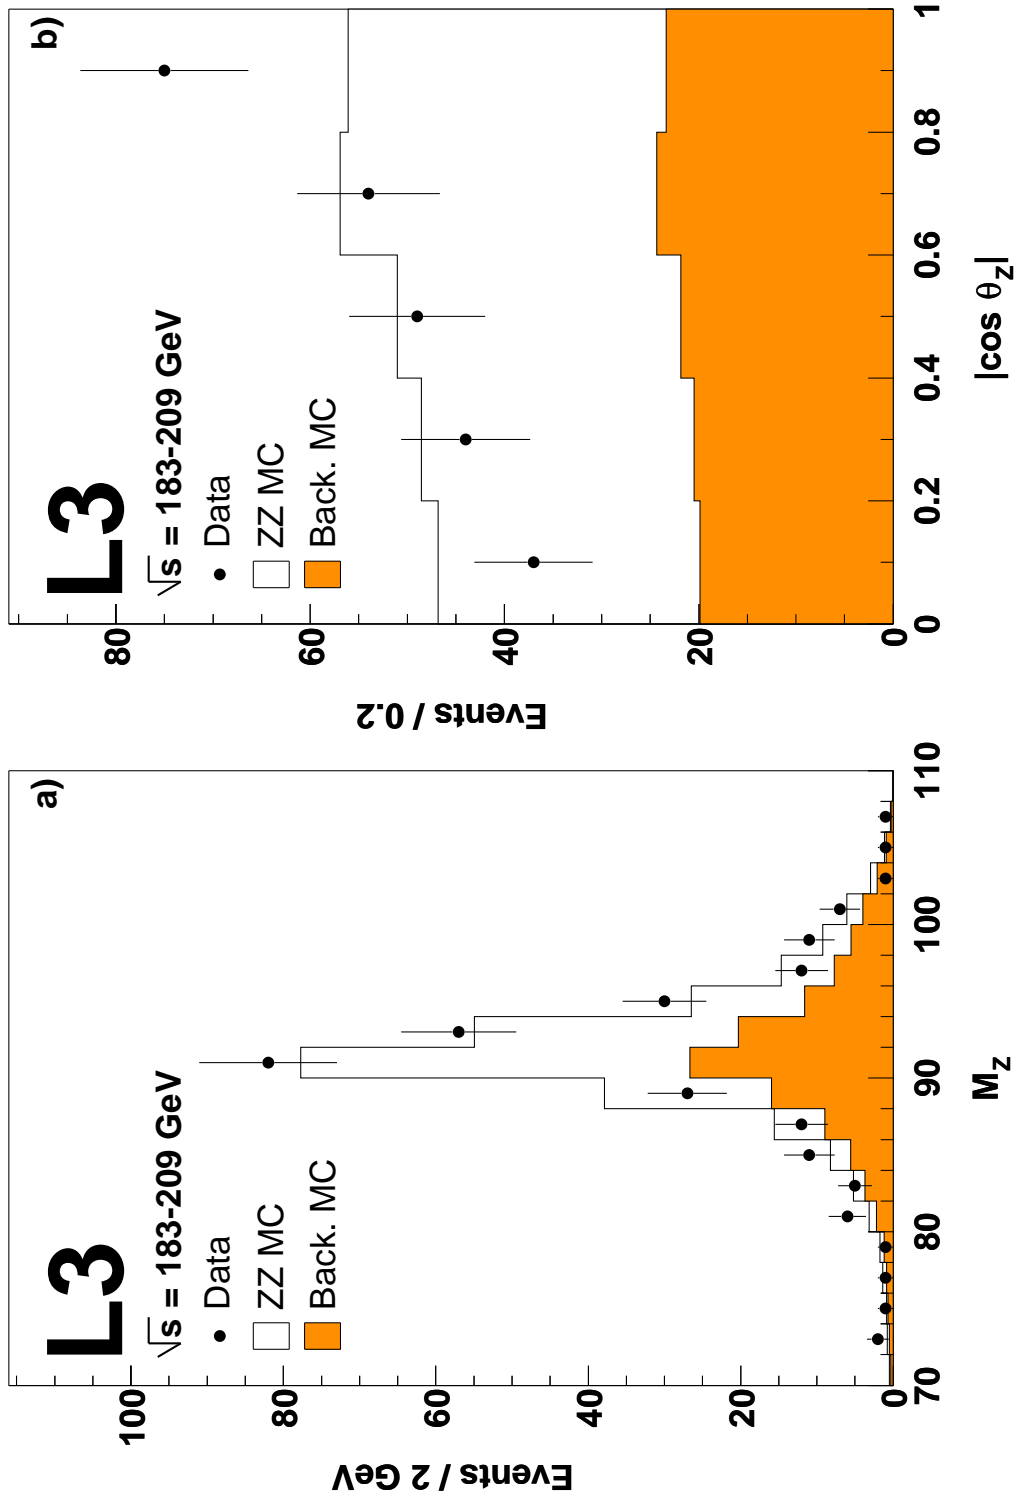 a)
L3
√s = 183-209 GeV
Data
ZZ MC
Back. MC
Events / 2 GeV
100
80
60
40
20
0
70 80 90 100 110
M_Z
b)
L3
√s = 183-209 GeV
Data
ZZ MC
Back. MC
Events / 0.2
80
60
40
20
0
0 0.2 0.4 0.6 0.8 1
|cos θ_Z|